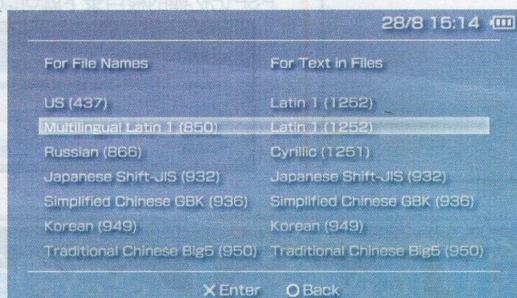 28/8 15:14
For File Names For Text in Files
US (437) Latin 1 (1252)
Multilingual Latin 1 (850) Latin 1 (1252)
Russian (866) Cyrillic (1251)
Japanese Shift-JIS (932) Japanese Shift-JIS (932)
Simplified Chinese GBK (936) Simplified Chinese GBK (936)
Korean (949) Korean (949)
Traditional Chinese Big5 (950) Traditional Chinese Big5 (950)
X Enter O Back